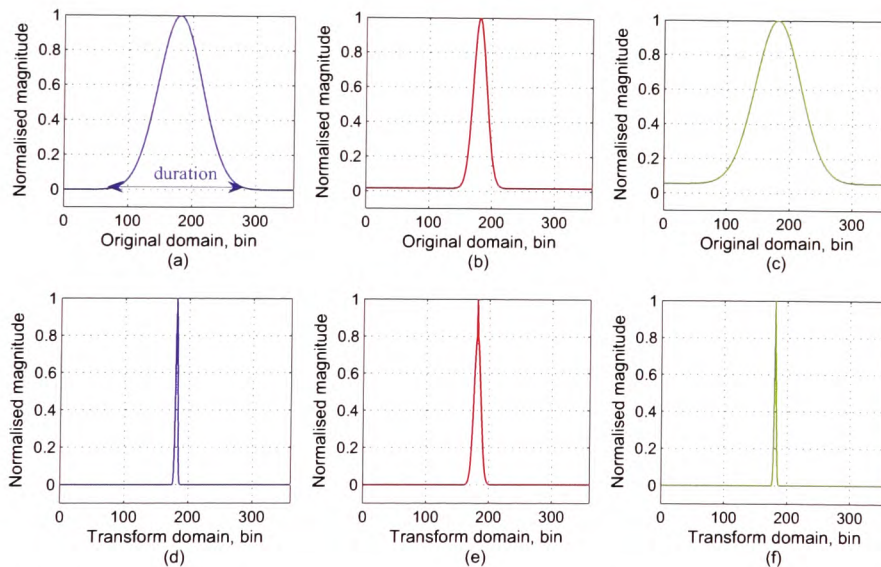 Normalised magnitude
1
0.8
0.6
0.4
0.2
0
duration
0 100 200 300
Original domain, bin
(a)
Normalised magnitude
1
0.8
0.6
0.4
0.2
0
0 100 200 300
Original domain, bin
(b)
Normalised magnitude
1
0.8
0.6
0.4
0.2
0
0 100 200 300
Original domain, bin
(c)
Normalised magnitude
1
0.8
0.6
0.4
0.2
0
0 100 200 300
Transform domain, bin
(d)
Normalised magnitude
1
0.8
0.6
0.4
0.2
0
0 100 200 300
Transform domain, bin
(e)
Normalised magnitude
1
0.8
0.6
0.4
0.2
0
0 100 200 300
Transform domain, bin
(f)